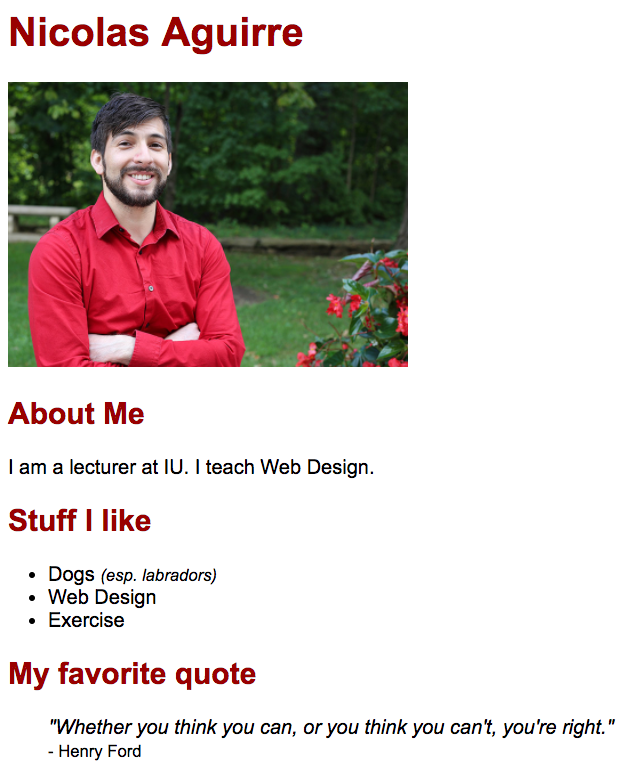 Nicolas Aguirre
About Me
I am a lecturer at IU. I teach Web Design.
Stuff I like
• Dogs (esp. labradors)
• Web Design
• Exercise
My favorite quote
"Whether you think you can, or you think you can't, you're right."
- Henry Ford